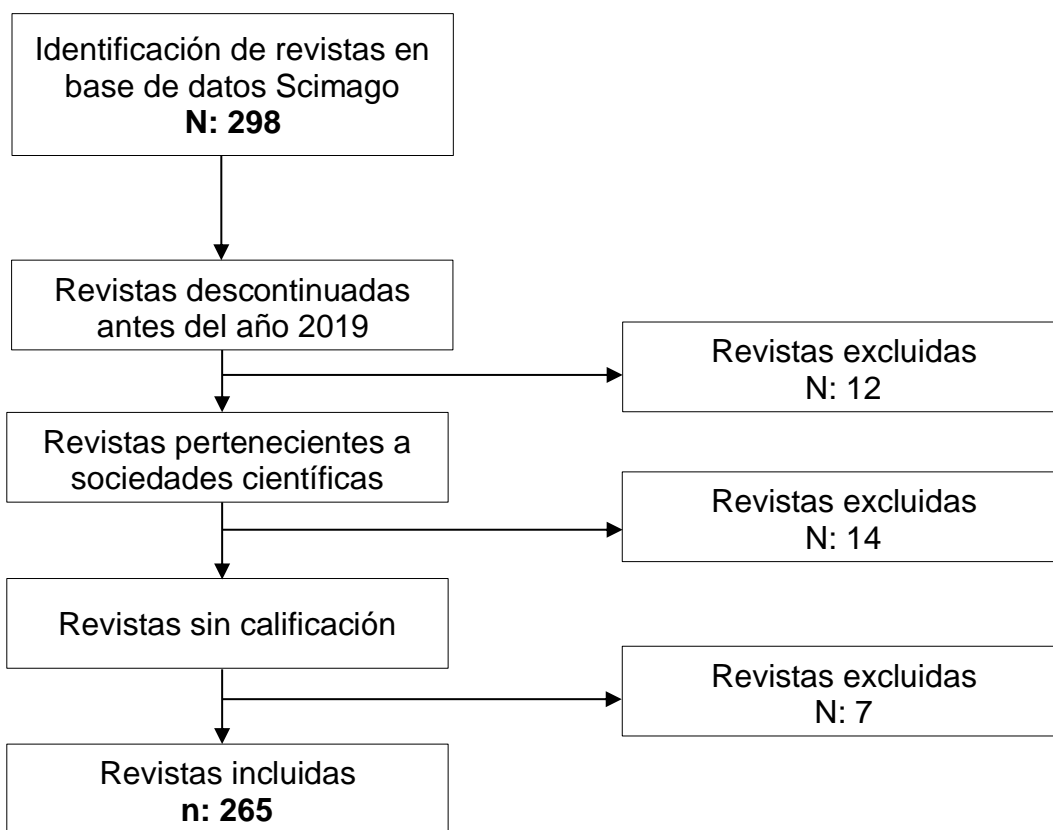 Identificación de revistas en
base de datos Scimago
N: 298
Revistas descontinuadas
antes del año 2019
Revistas excluidas
N: 12
Revistas pertenecientes a
sociedades científicas
Revistas excluidas
N: 14
Revistas sin calificación
Revistas excluidas
N: 7
Revistas incluidas
n: 265